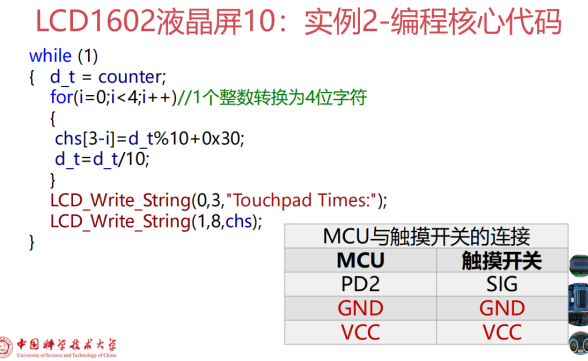 LCD1602液晶屏10：实例2-编程核心代码
while (1)
{ d_t = counter;
for(i=0;i<4;i++)//1个整数转换为4位字符
{
chs[3-i]=d_t%10+0x30;
d_t=d_t/10;
}
LCD_Write_String(0,3,"Touchpad Times:");
LCD_Write_String(1,8,chs);
}
MCU与触摸开关的连接
MCU 触摸开关
PD2 SIG
GND GND
VCC VCC
中国科学技术大学
University of Science and Technology of China